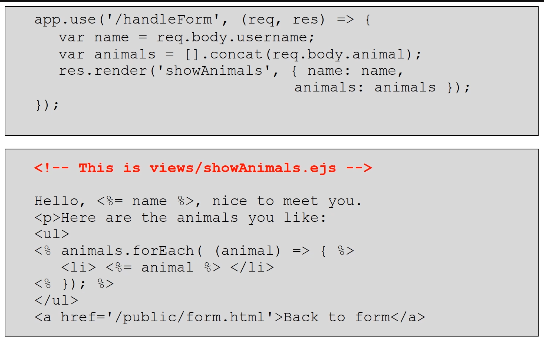 app.use('/handleForm', (req, res) => {
var name = req.body.username;
var animals = [].concat(req.body.animal);
res.render('showAnimals', { name: name,
animals: animals });
});
<!-- This is views/showAnimals.ejs -->
Hello, <%= name %>, nice to meet you.
<p>Here are the animals you like:
<ul>
<% animals.forEach( (animal) => { %>
<li> <%= animal %> </li>
<% }); %>
</ul>
<a href='/public/form.html'>Back to form</a>